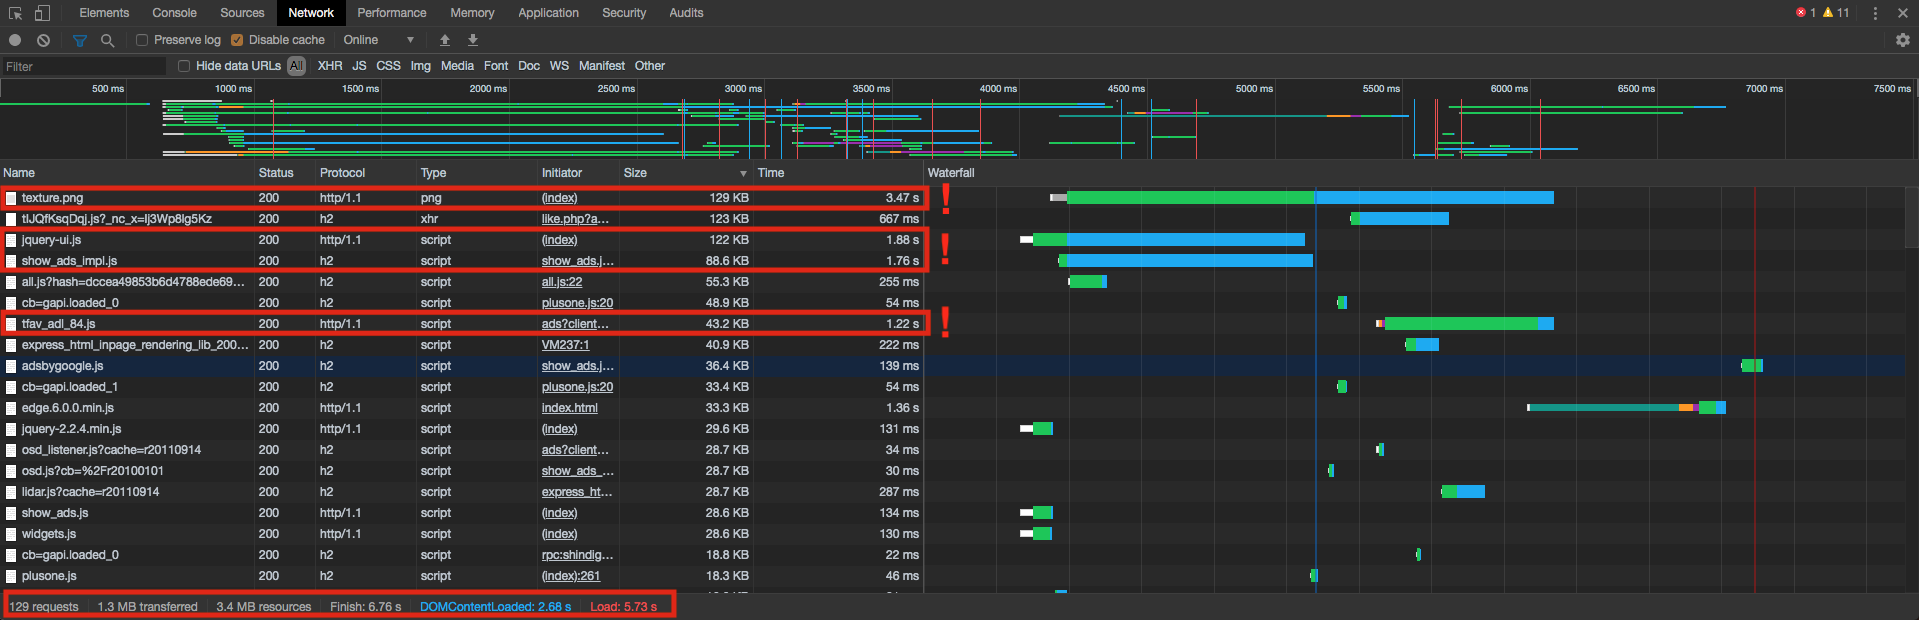 Elements Console Sources Network Performance Memory Application Security Audits 1 11
Preserve log Disable cache Online
Filter Hide data URLs All XHR JS CSS Img Media Font Doc WS Manifest Other
500 ms 1000 ms 1500 ms 2000 ms 2500 ms 3000 ms 3500 ms 4000 ms 4500 ms 5000 ms 5500 ms 6000 ms 6500 ms 7000 ms 7500 ms
Name Status Protocol Type Initiator Size Time Waterfall
texture.png 200 http/1.1 png (index) 129 KB 3.47 s !
200 h2 xhr like.php?a... 123 KB 667 ms
jquery-ui.js 200 http/1.1 script (index) 122 KB 1.88 s !
show_ads_impl.js 200 h2 script show_ads.j... 88.6 KB 1.76 s
all.js?hash=dccea49853b6d4788ede69... 200 h2 script all.js:22 55.3 KB 255 ms
cb=gapi.loaded_0 200 h2 script plusone.js:20 48.9 KB 54 ms
tfav_adl_84.js 200 http/1.1 script ads?client... 43.2 KB 1.22 s !
express_html_inpage_rendering_lib_200... 200 h2 script VM237:1 40.9 KB 222 ms
adsbygoogle.js 200 h2 script show_ads.j... 36.4 KB 139 ms
cb=gapi.loaded_1 200 h2 script plusone.js:20 33.4 KB 54 ms
edge.6.0.0.min.js 200 http/1.1 script index.html 33.3 KB 1.36 s
jquery-2.2.4.min.js 200 http/1.1 script (index) 29.6 KB 131 ms
osd_listener.js?cache=r20110914 200 h2 script ads?client... 28.7 KB 34 ms
osd.js?cb=%2Fr20100101 200 h2 script show_ads_... 28.7 KB 30 ms
lidar.js?cache=r20110914 200 h2 script express_ht... 28.7 KB 287 ms
show_ads.js 200 http/1.1 script (index) 28.6 KB 134 ms
widgets.js 200 http/1.1 script (index) 28.6 KB 130 ms
cb=gapi.loaded_0 200 h2 script rpc:shindig... 18.8 KB 22 ms
plusone.js 200 h2 script (index):261 18.3 KB 46 ms
129 requests 1.3 MB transferred 3.4 MB resources Finish: 6.76 s DOMContentLoaded: 2.68 s Load: 5.73 s